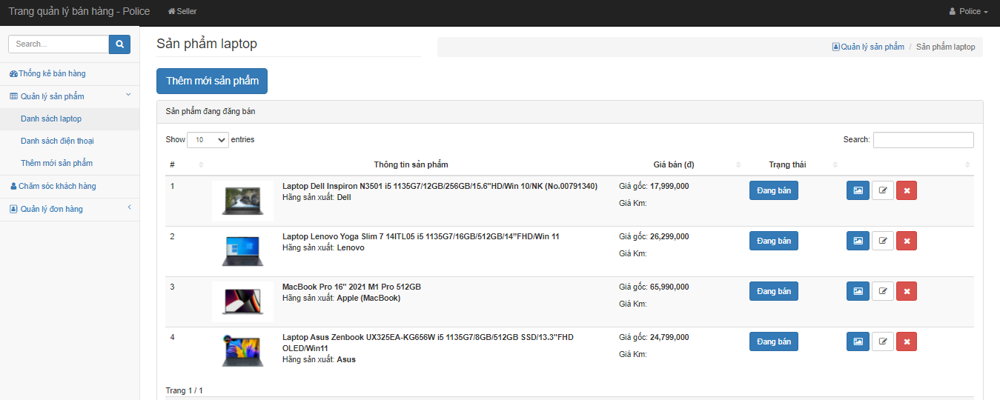 Trang quản lý bán hàng - Police
Seller
Police
Search...
Thống kê bán hàng
Quản lý sản phẩm
Danh sách laptop
Danh sách điện thoại
Thêm mới sản phẩm
Chăm sóc khách hàng
Quản lý đơn hàng
Sản phẩm laptop
Quản lý sản phẩm / Sản phẩm laptop
Thêm mới sản phẩm
Sản phẩm đang đăng bán
Show 10 entries
Search:
# Thông tin sản phẩm Giá bán (đ) Trạng thái
1 Laptop Dell Inspiron N3501 i5 1135G7/12GB/256GB/15.6"HD/Win 10/NK (No.00791340) Giá gốc: 17,999,000 Đang bán
Hãng sản xuất: Dell
Giá Km:
2 Laptop Lenovo Yoga Slim 7 14ITL05 i5 1135G7/16GB/512GB/14"FHD/Win 11 Giá gốc: 26,299,000 Đang bán
Hãng sản xuất: Lenovo
Giá Km:
3 MacBook Pro 16" 2021 M1 Pro 512GB Giá gốc: 65,990,000 Đang bán
Hãng sản xuất: Apple (MacBook)
Giá Km:
4 Laptop Asus Zenbook UX325EA-KG656W i5 1135G7/8GB/512GB SSD/13.3"FHD Giá gốc: 24,799,000 Đang bán
OLED/Win11
Hãng sản xuất: Asus
Giá Km:
Trang 1 / 1